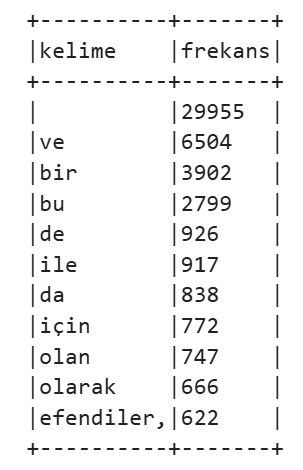 +----------+-------+
|kelime    |frekans|
+----------+-------+
|          |29955  |
|ve        |6504   |
|bir       |3902   |
|bu        |2799   |
|de        |926    |
|ile       |917    |
|da        |838    |
|için      |772    |
|olan      |747    |
|olarak    |666    |
|efendiler,|622    |
+----------+-------+